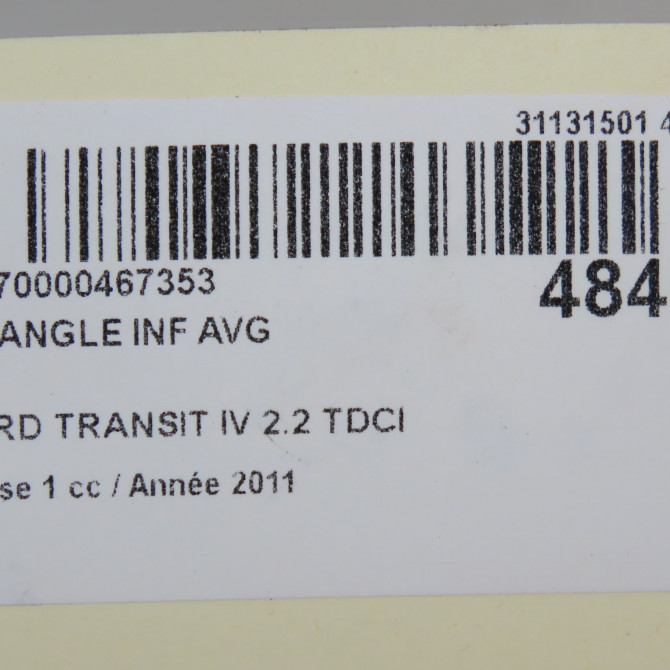 31131501 4
70000467353
484
ANGLE INF AVG
RD TRANSIT IV 2.2 TDCI
se 1 cc / Année 2011